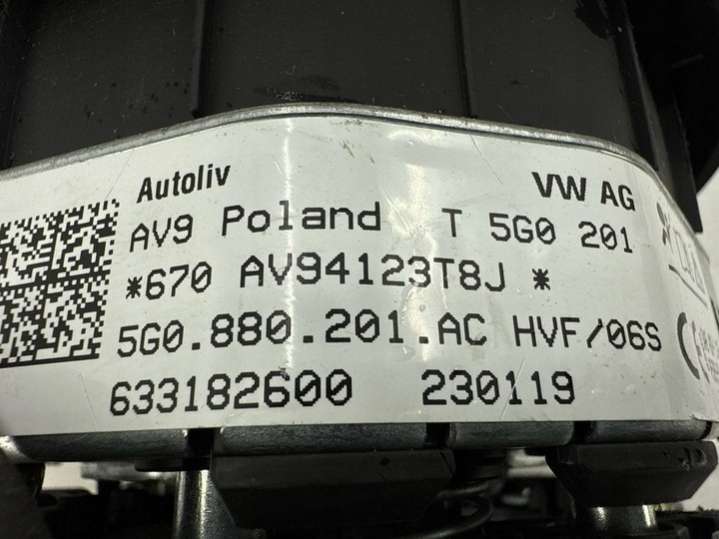 Autoliv VW AG
AV9 Poland T 5G0 201
*670 AV94123T8J *
5G0.880.201.AC HVF/06S
633182600 230119